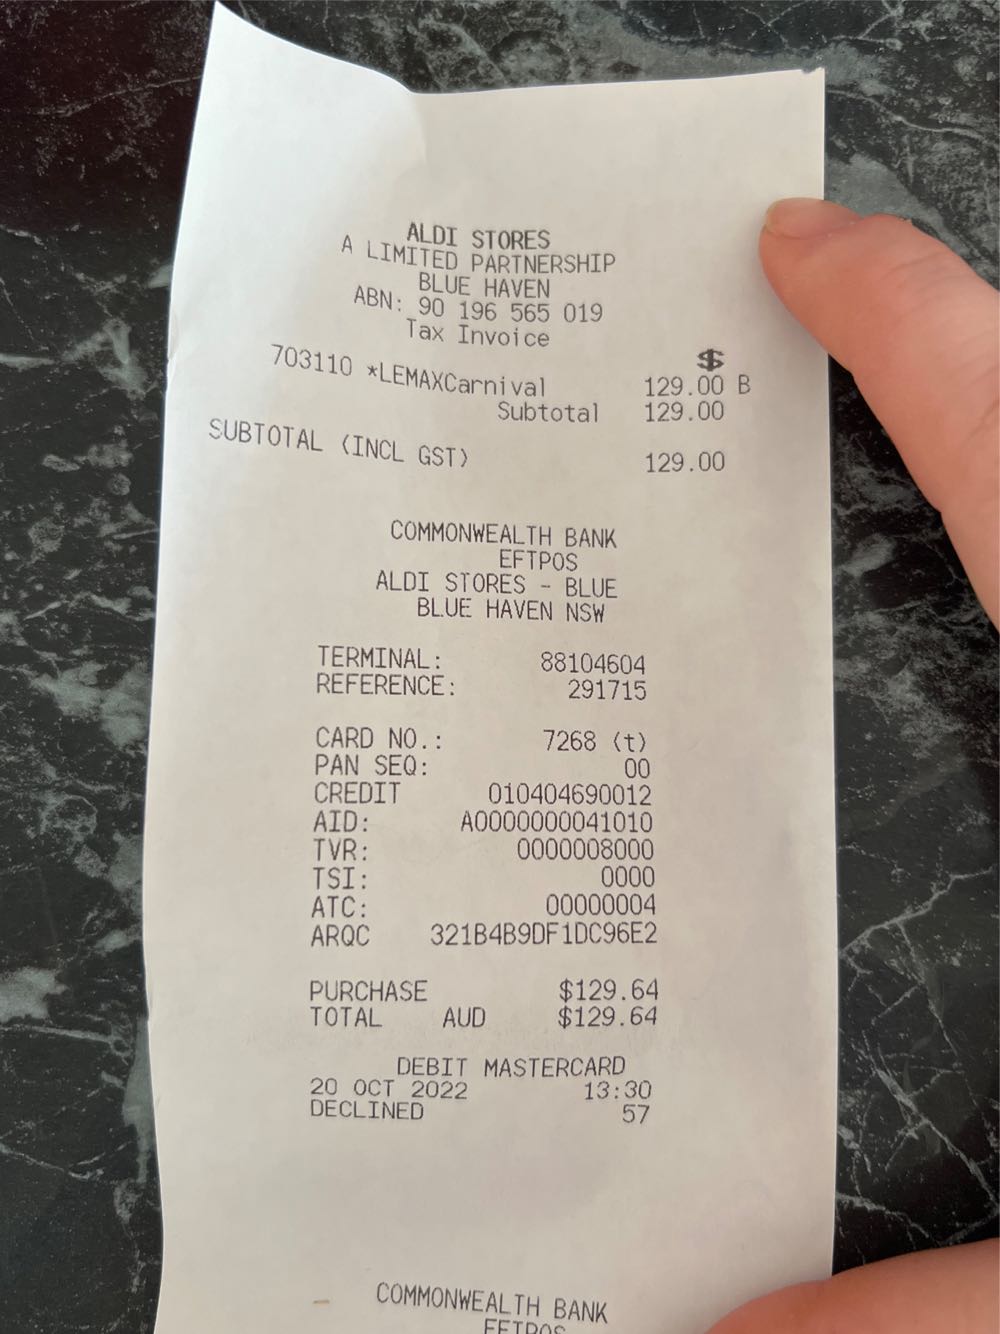 ALDI STORES
A LIMITED PARTNERSHIP
BLUE HAVEN
ABN: 90 196 565 019
Tax Invoice
$
703110 *LEMAXCarnival 129.00 B
Subtotal 129.00
SUBTOTAL (INCL GST) 129.00
COMMONWEALTH BANK
EFTPOS
ALDI STORES - BLUE
BLUE HAVEN NSW
TERMINAL: 88104604
REFERENCE: 291715
CARD NO.: 7268 (t)
PAN SEQ: 00
CREDIT 010404690012
AID: A0000000041010
TVR: 0000008000
TSI: 0000
ATC: 00000004
ARQC 321B4B9DF1DC96E2
PURCHASE $129.64
TOTAL AUD $129.64
DEBIT MASTERCARD
20 OCT 2022 13:30
DECLINED 57
COMMONWEALTH BANK
EFTPOS